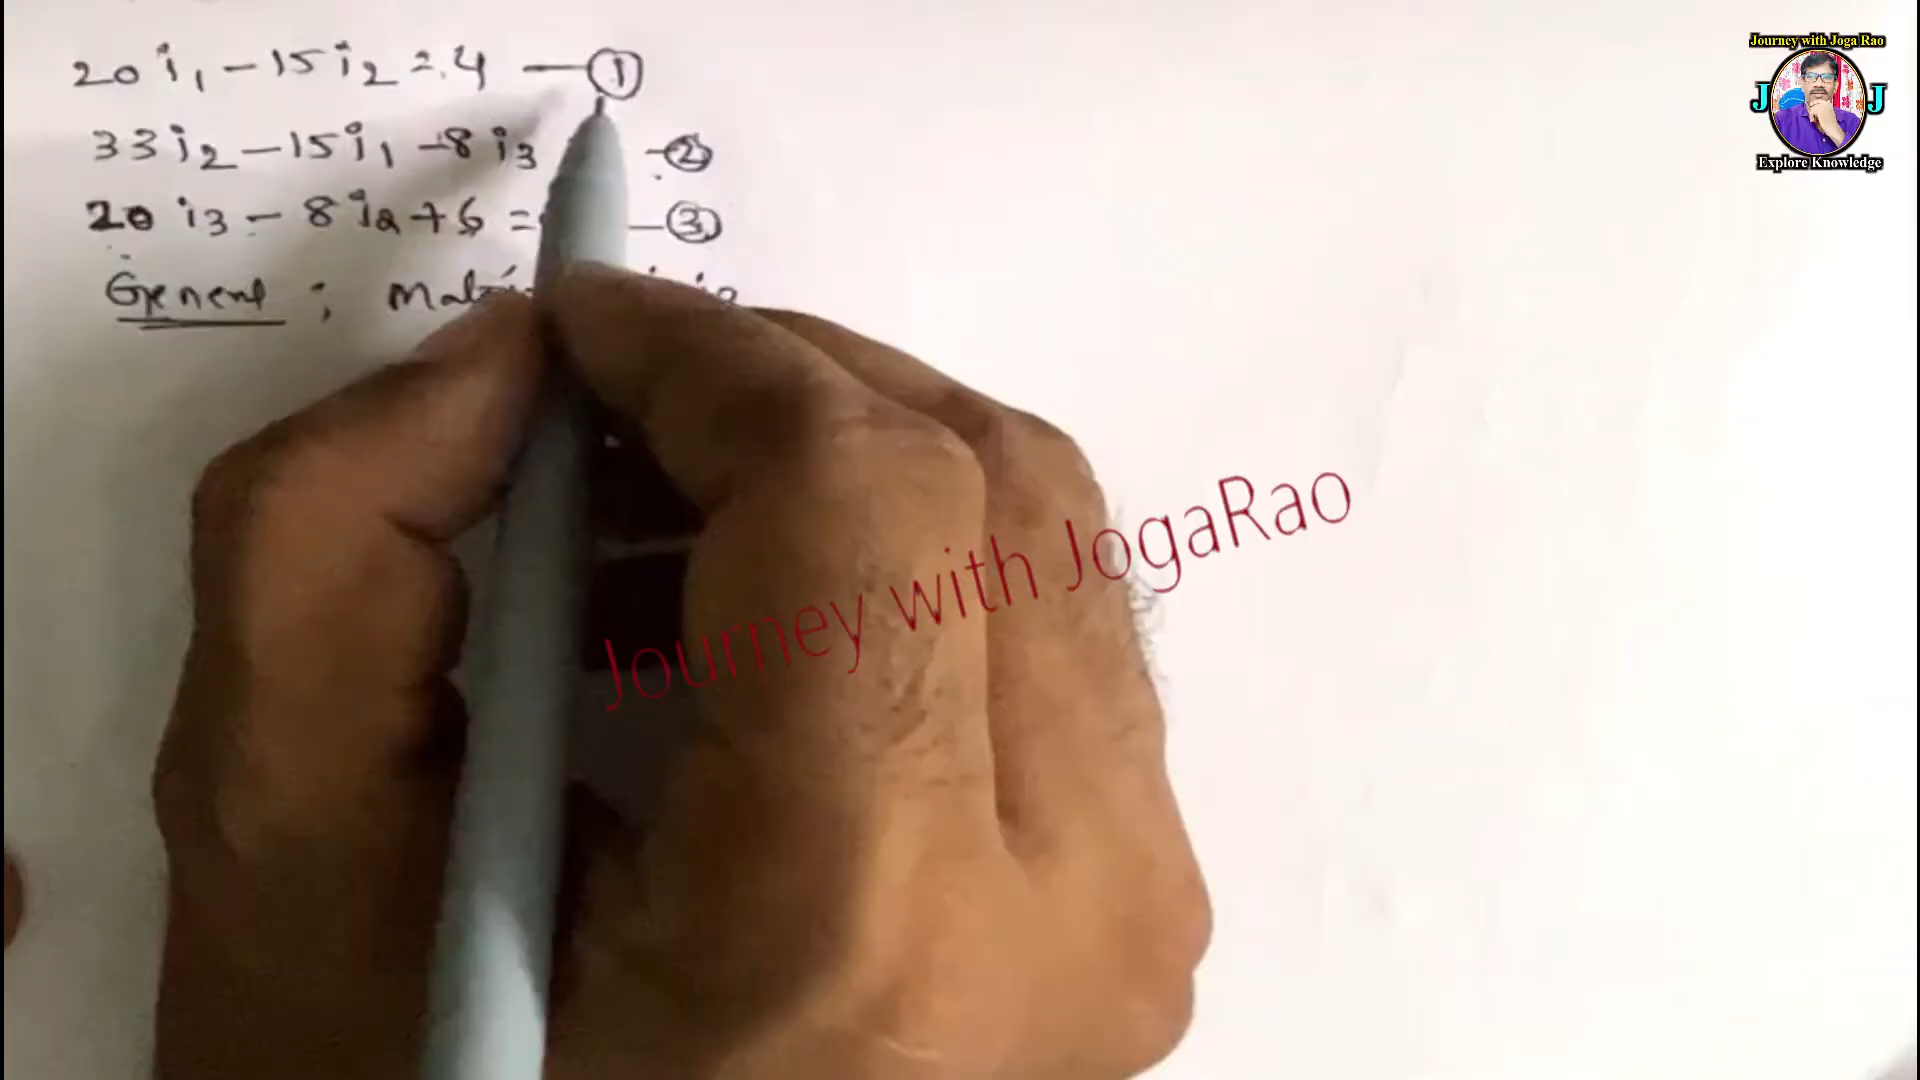 20 i₁ - 15 i₂ = 4 — ①
33 i₂ - 15 i₁ - 8 i₃ - ②
20 i₃ - 8 i₂ + 6 = — ③
General ;
Journey with JogaRao
Journey with Joga Rao
J J
Explore Knowledge